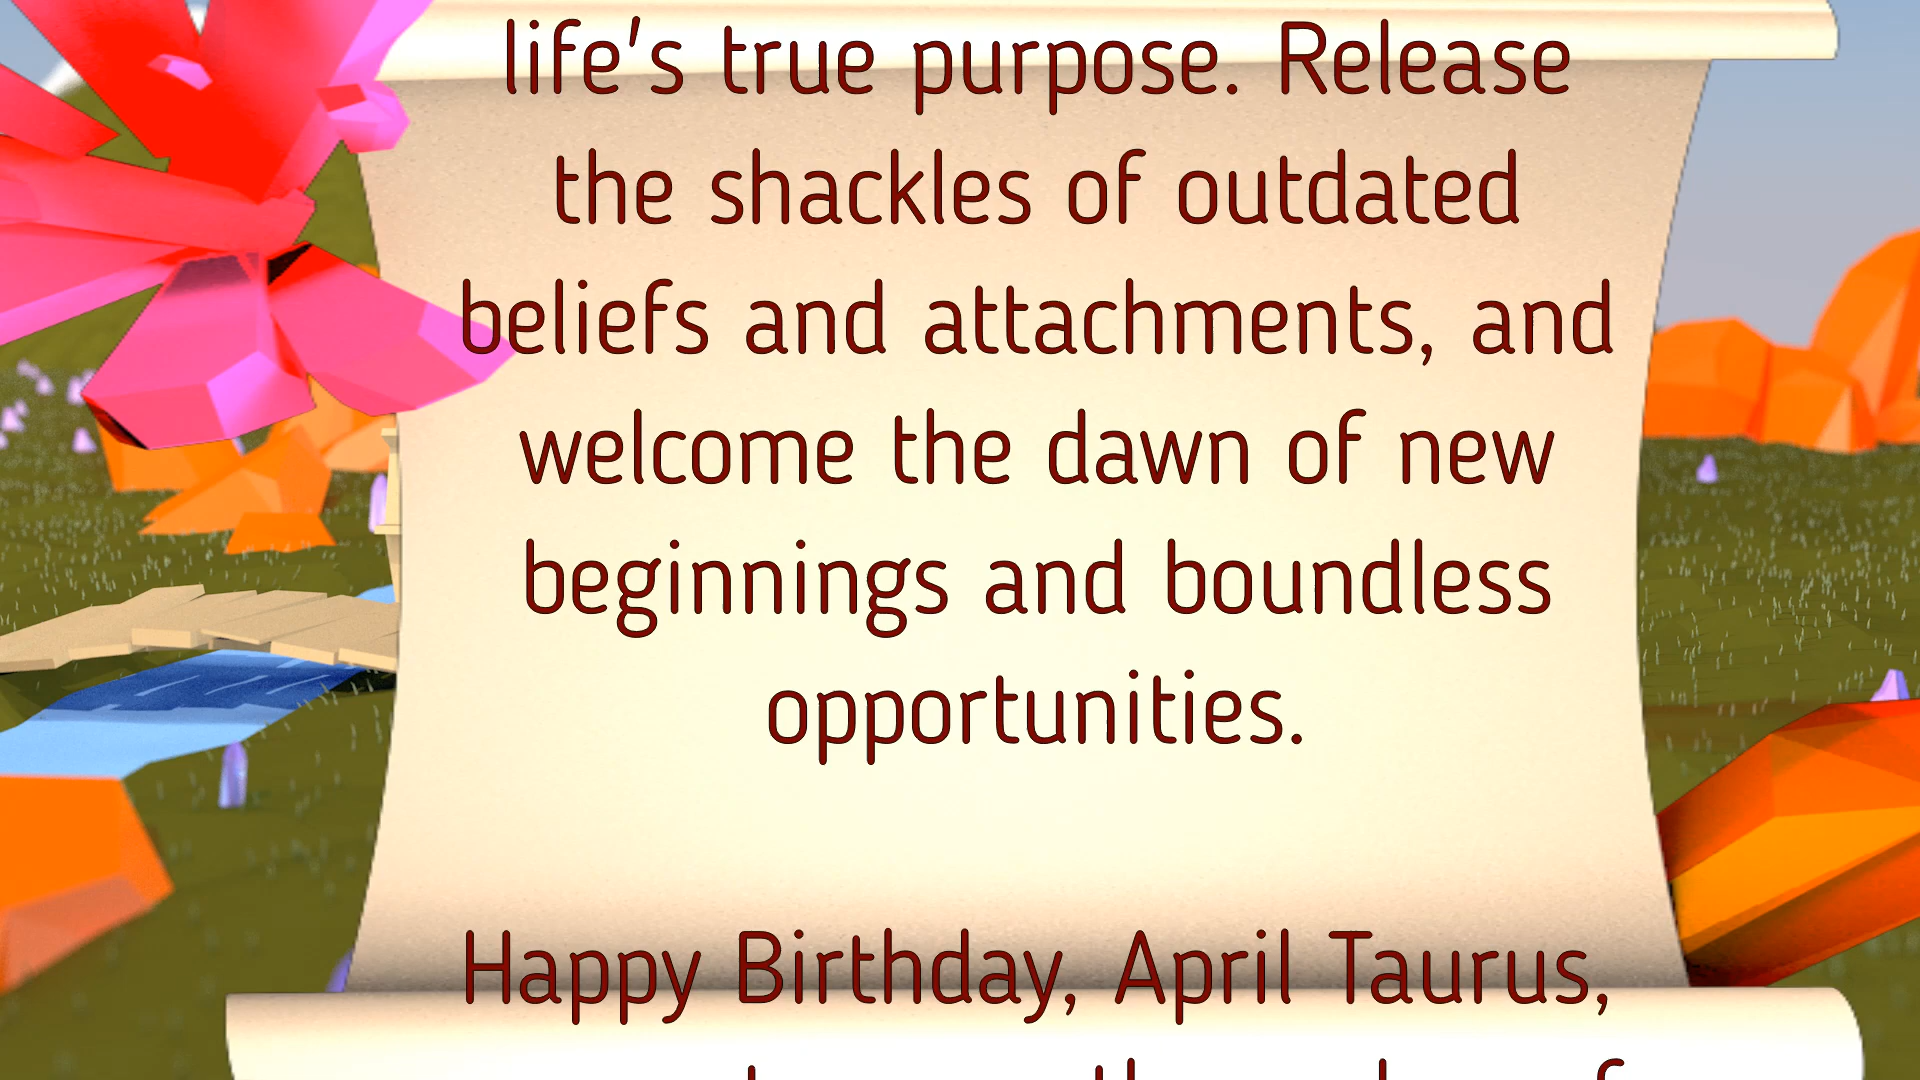 life's true purpose. Release
the shackles of outdated
beliefs and attachments, and
welcome the dawn of new
beginnings and boundless
opportunities.
Happy Birthday, April Taurus,